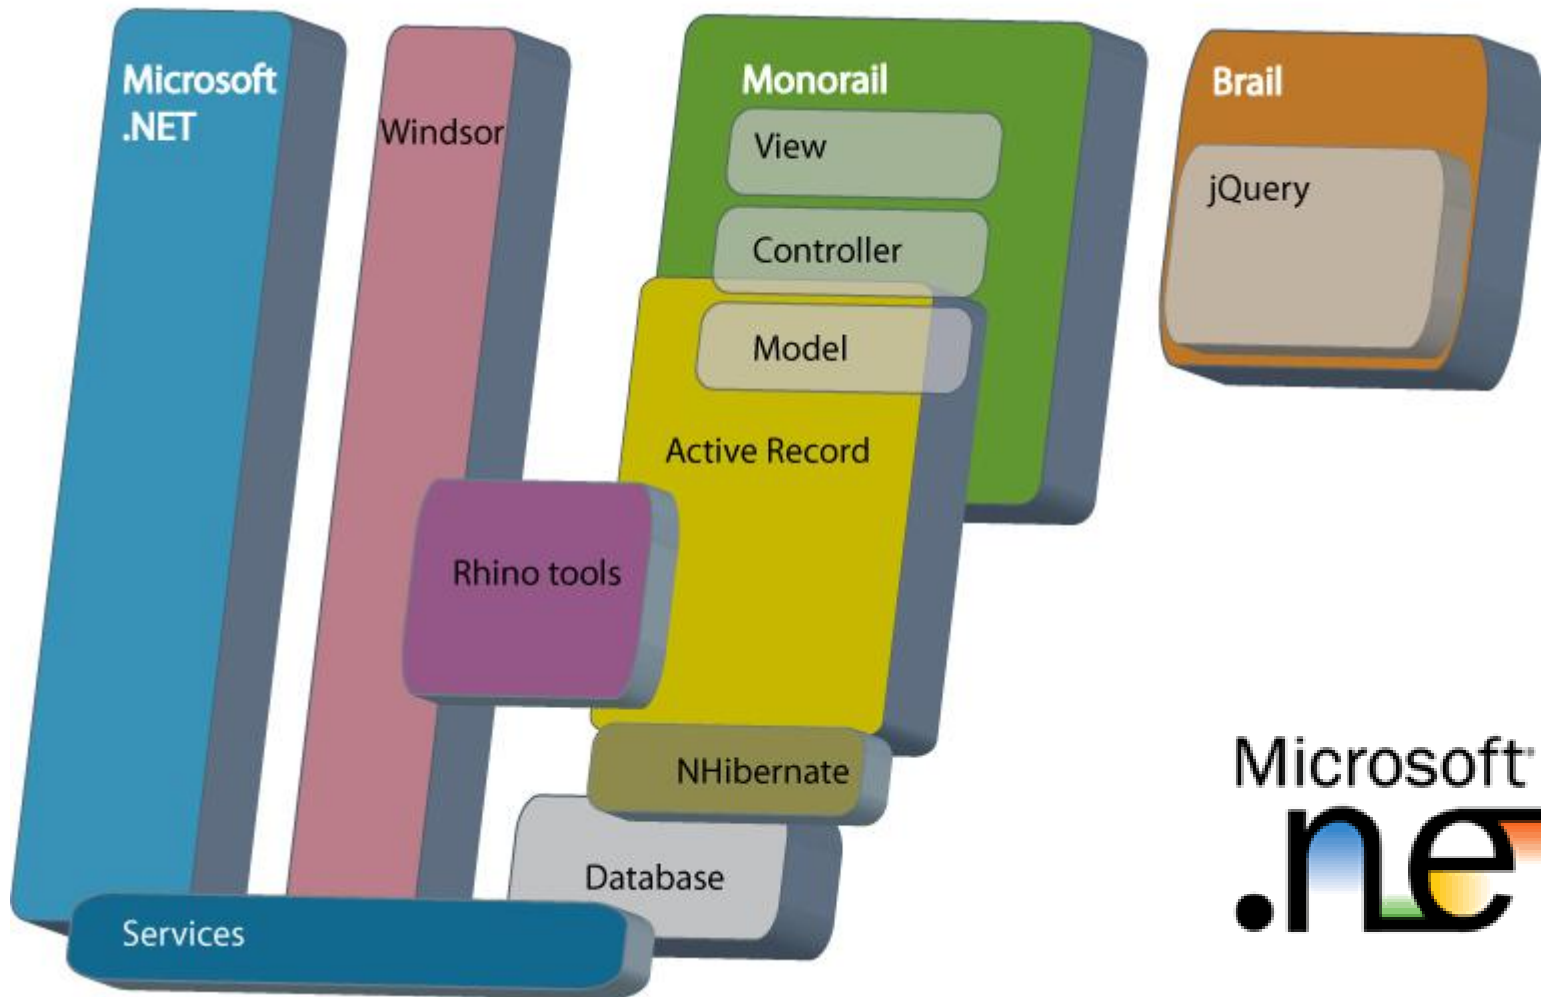 Microsoft
.NET
Windsor
Monorail
View
Controller
Model
Active Record
Brail
jQuery
Rhino tools
NHibernate
Database
Services
Microsoft
.ne